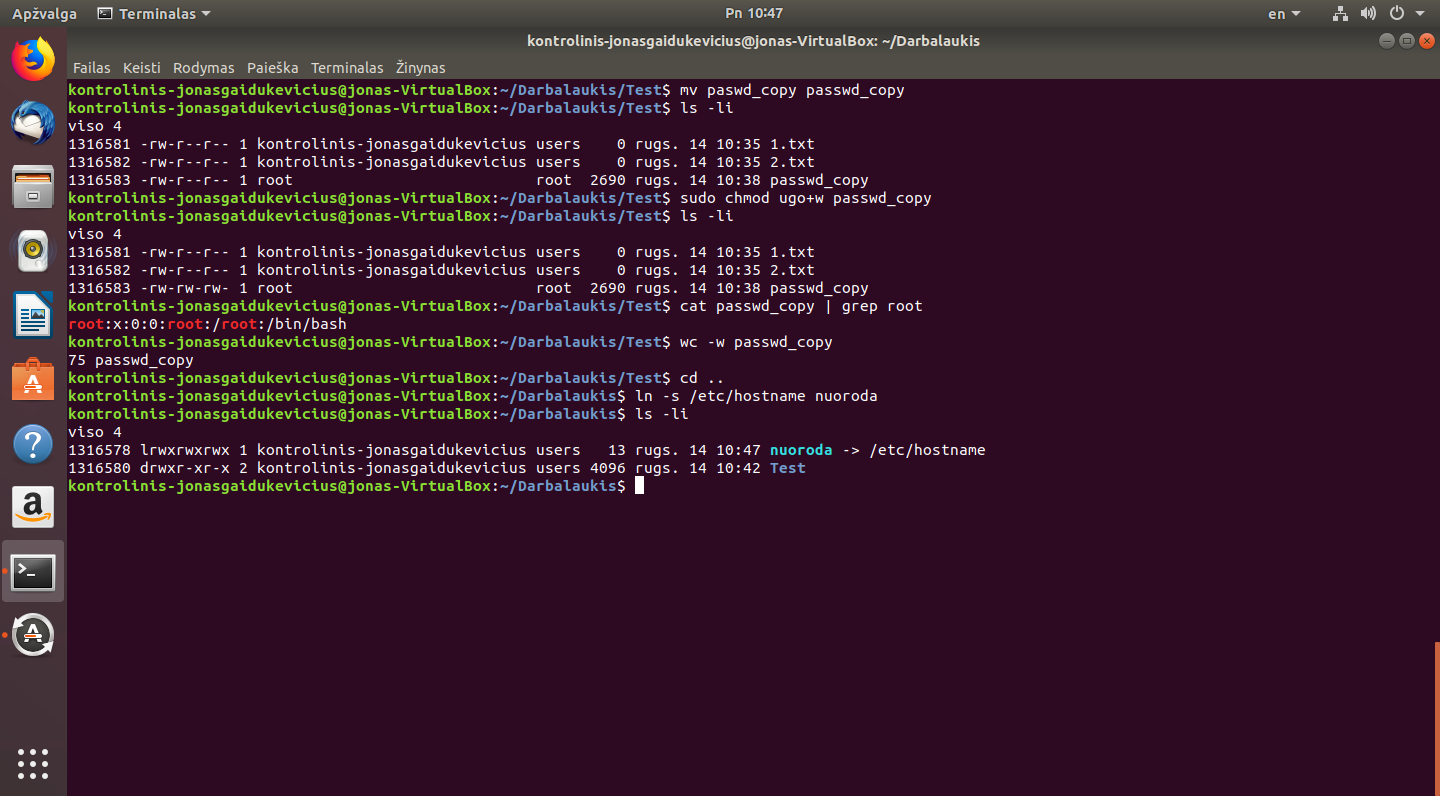 Apžvalga Terminalas Pn 10:47 en
kontrolinis-jonasgaidukevicius@jonas-VirtualBox: ~/Darbalaukis
Failas Keisti Rodymas Paieška Terminalas Žinynas
kontrolinis-jonasgaidukevicius@jonas-VirtualBox:~/Darbalaukis/Test$ mv paswd_copy passwd_copy
kontrolinis-jonasgaidukevicius@jonas-VirtualBox:~/Darbalaukis/Test$ ls -li
viso 4
1316581 -rw-r--r-- 1 kontrolinis-jonasgaidukevicius users    0 rugs. 14 10:35 1.txt
1316582 -rw-r--r-- 1 kontrolinis-jonasgaidukevicius users    0 rugs. 14 10:35 2.txt
1316583 -rw-r--r-- 1 root                           root  2690 rugs. 14 10:38 passwd_copy
kontrolinis-jonasgaidukevicius@jonas-VirtualBox:~/Darbalaukis/Test$ sudo chmod ugo+w passwd_copy
kontrolinis-jonasgaidukevicius@jonas-VirtualBox:~/Darbalaukis/Test$ ls -li
viso 4
1316581 -rw-r--r-- 1 kontrolinis-jonasgaidukevicius users    0 rugs. 14 10:35 1.txt
1316582 -rw-r--r-- 1 kontrolinis-jonasgaidukevicius users    0 rugs. 14 10:35 2.txt
1316583 -rw-rw-rw- 1 root                           root  2690 rugs. 14 10:38 passwd_copy
kontrolinis-jonasgaidukevicius@jonas-VirtualBox:~/Darbalaukis/Test$ cat passwd_copy | grep root
root:x:0:0:root:/root:/bin/bash
kontrolinis-jonasgaidukevicius@jonas-VirtualBox:~/Darbalaukis/Test$ wc -w passwd_copy
75 passwd_copy
kontrolinis-jonasgaidukevicius@jonas-VirtualBox:~/Darbalaukis/Test$ cd ..
kontrolinis-jonasgaidukevicius@jonas-VirtualBox:~/Darbalaukis$ ln -s /etc/hostname nuoroda
kontrolinis-jonasgaidukevicius@jonas-VirtualBox:~/Darbalaukis$ ls -li
viso 4
1316578 lrwxrwxrwx 1 kontrolinis-jonasgaidukevicius users   13 rugs. 14 10:47 nuoroda -> /etc/hostname
1316580 drwxr-xr-x 2 kontrolinis-jonasgaidukevicius users 4096 rugs. 14 10:42 Test
kontrolinis-jonasgaidukevicius@jonas-VirtualBox:~/Darbalaukis$